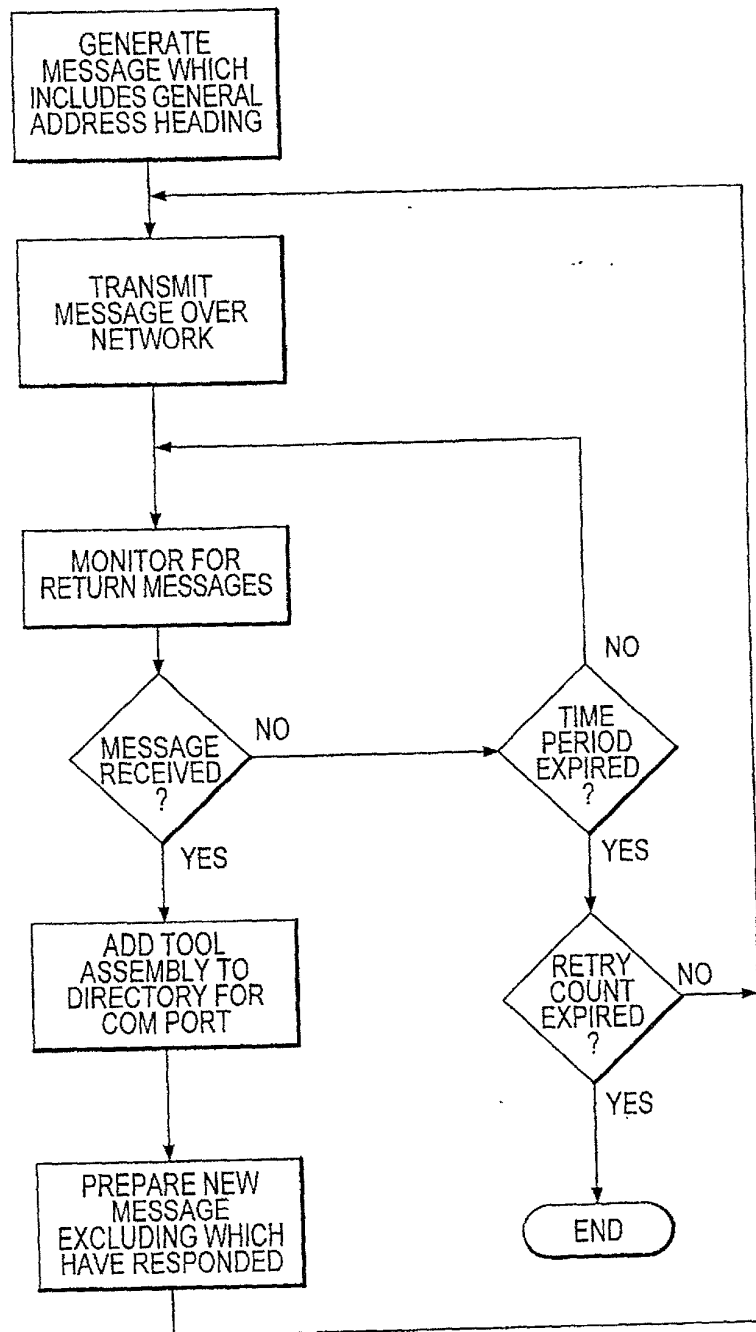 GENERATE
MESSAGE WHICH
INCLUDES GENERAL
ADDRESS HEADING
TRANSMIT
MESSAGE OVER
NETWORK
MONITOR FOR
RETURN MESSAGES
NO
MESSAGE
RECEIVED
?
NO
TIME
PERIOD
EXPIRED
?
YES
YES
ADD TOOL
ASSEMBLY TO
DIRECTORY FOR
COM PORT
RETRY
COUNT
EXPIRED
?
NO
YES
PREPARE NEW
MESSAGE
EXCLUDING WHICH
HAVE RESPONDED
END